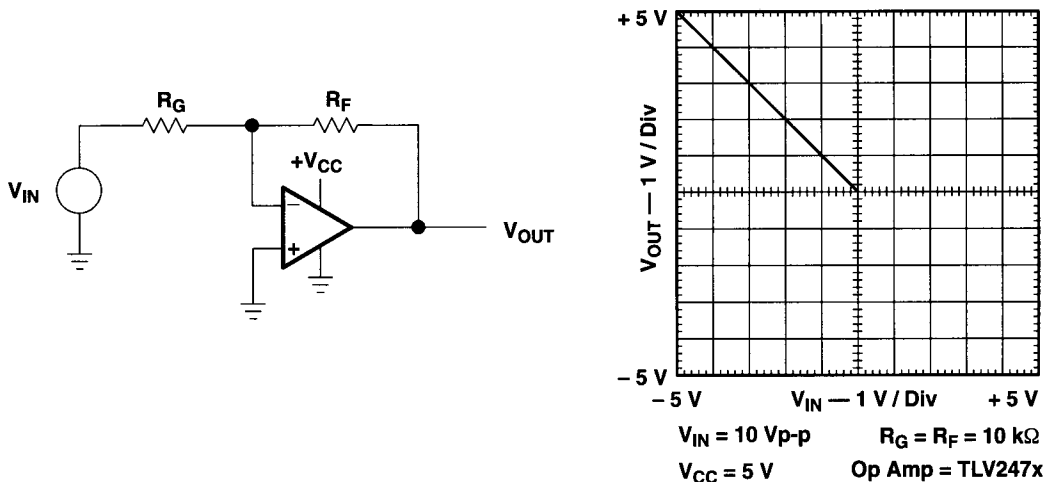 R_G
R_F
+V_CC
V_IN
−
+
V_OUT
+ 5 V
V_OUT — 1 V / Div
– 5 V
– 5 V
V_IN — 1 V / Div
+ 5 V
V_IN = 10 Vp-p
R_G = R_F = 10 kΩ
V_CC = 5 V
Op Amp = TLV247x